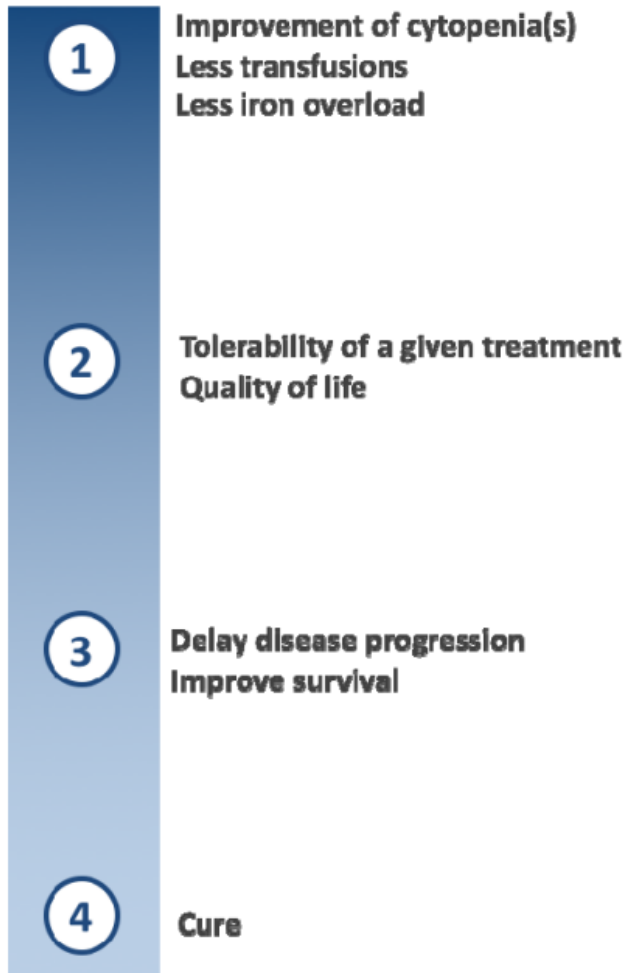 1
Improvement of cytopenia(s)
Less transfusions
Less iron overload
2
Tolerability of a given treatment
Quality of life
3
Delay disease progression
Improve survival
4
Cure